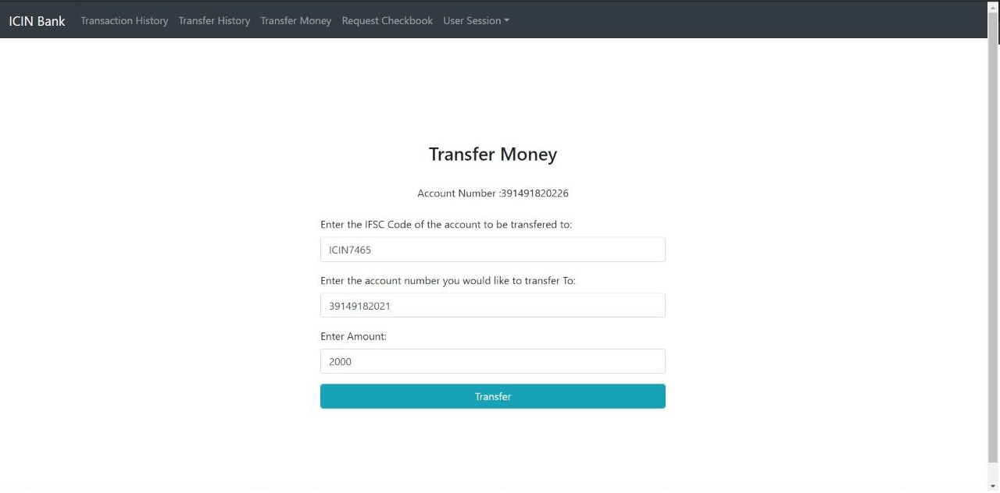 ICIN Bank Transaction History Transfer History Transfer Money Request Checkbook User Session
Transfer Money
Account Number :391491820226
Enter the IFSC Code of the account to be transfered to:
ICIN7465
Enter the account number you would like to transfer To:
39149182021
Enter Amount:
2000
Transfer